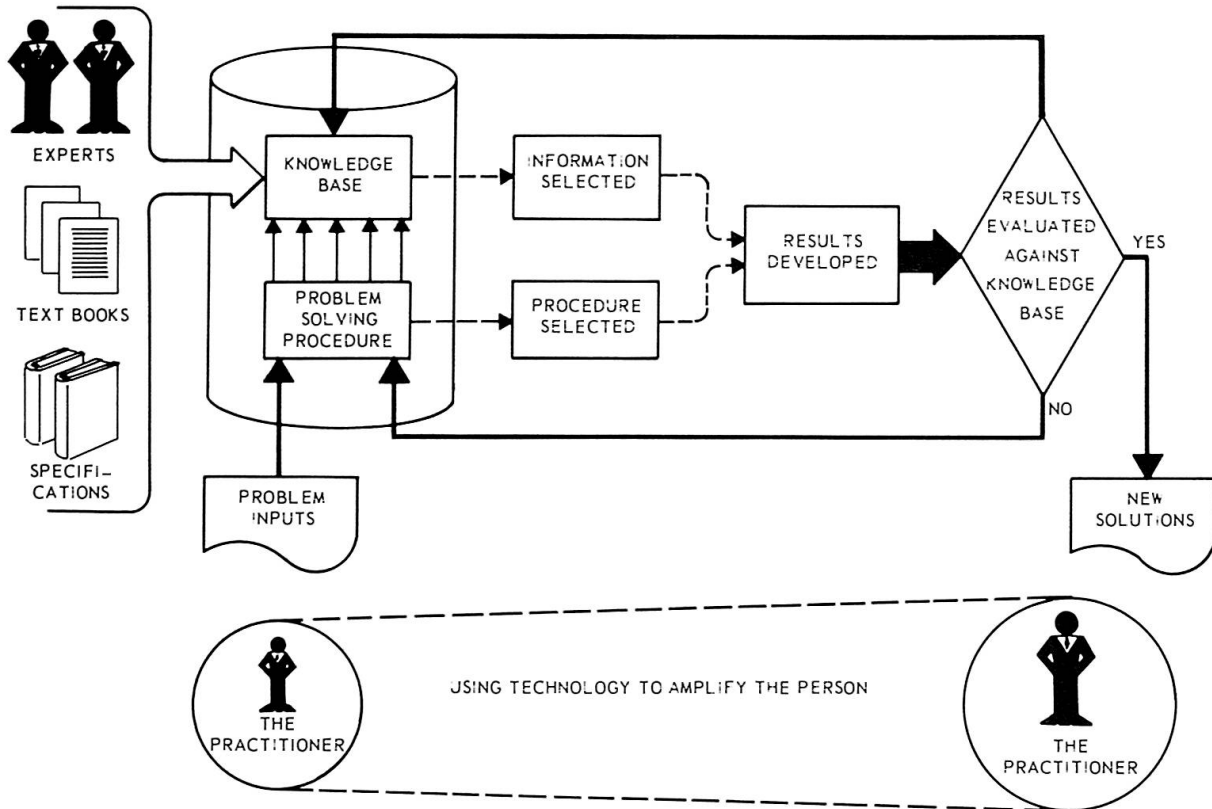 EXPERTS
TEXT BOOKS
SPECIFI-
CATIONS
KNOWLEDGE
BASE
PROBLEM
SOLVING
PROCEDURE
PROBLEM
INPUTS
INFORMATION
SELECTED
PROCEDURE
SELECTED
RESULTS
DEVELOPED
RESULTS
EVALUATED
AGAINST
KNOWLEDGE
BASE
YES
NO
NEW
SOLUTIONS
THE
PRACTITIONER
USING TECHNOLOGY TO AMPLIFY THE PERSON
THE
PRACTITIONER